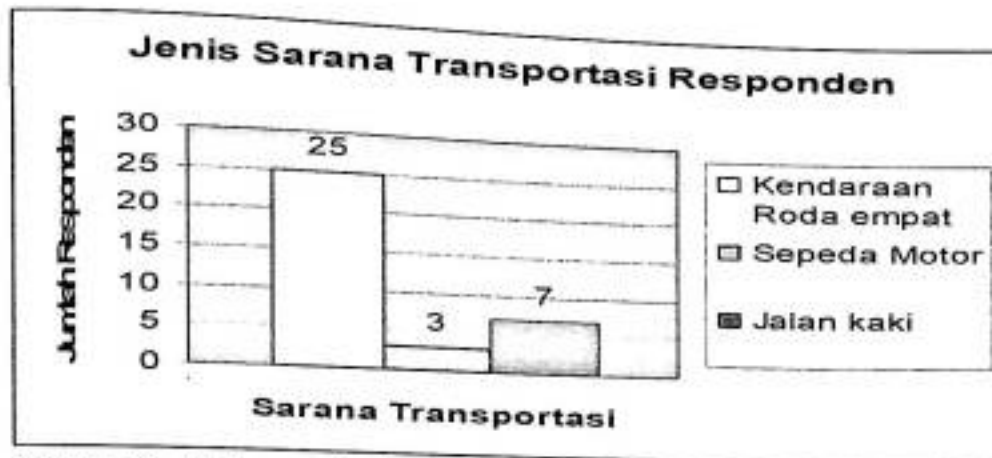 Jenis Sarana Transportasi Responden
Jumlah Responden
30
25
20
15
10
5
0
25
3
7
Sarana Transportasi
Kendaraan
Roda empat
Sepeda Motor
Jalan kaki